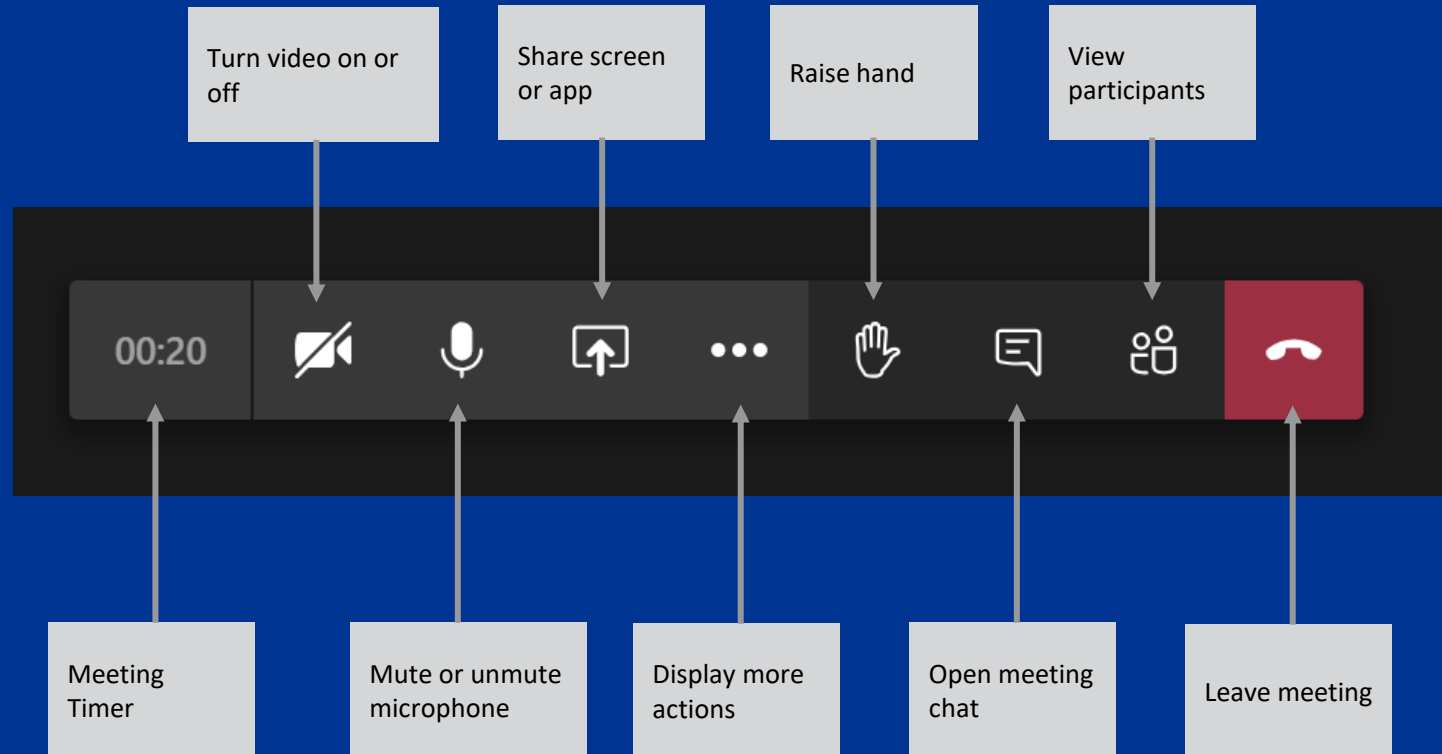 Turn video on or
off
Share screen
or app
Raise hand
View
participants
00:20
Meeting
Timer
Mute or unmute
microphone
Display more
actions
Open meeting
chat
Leave meeting